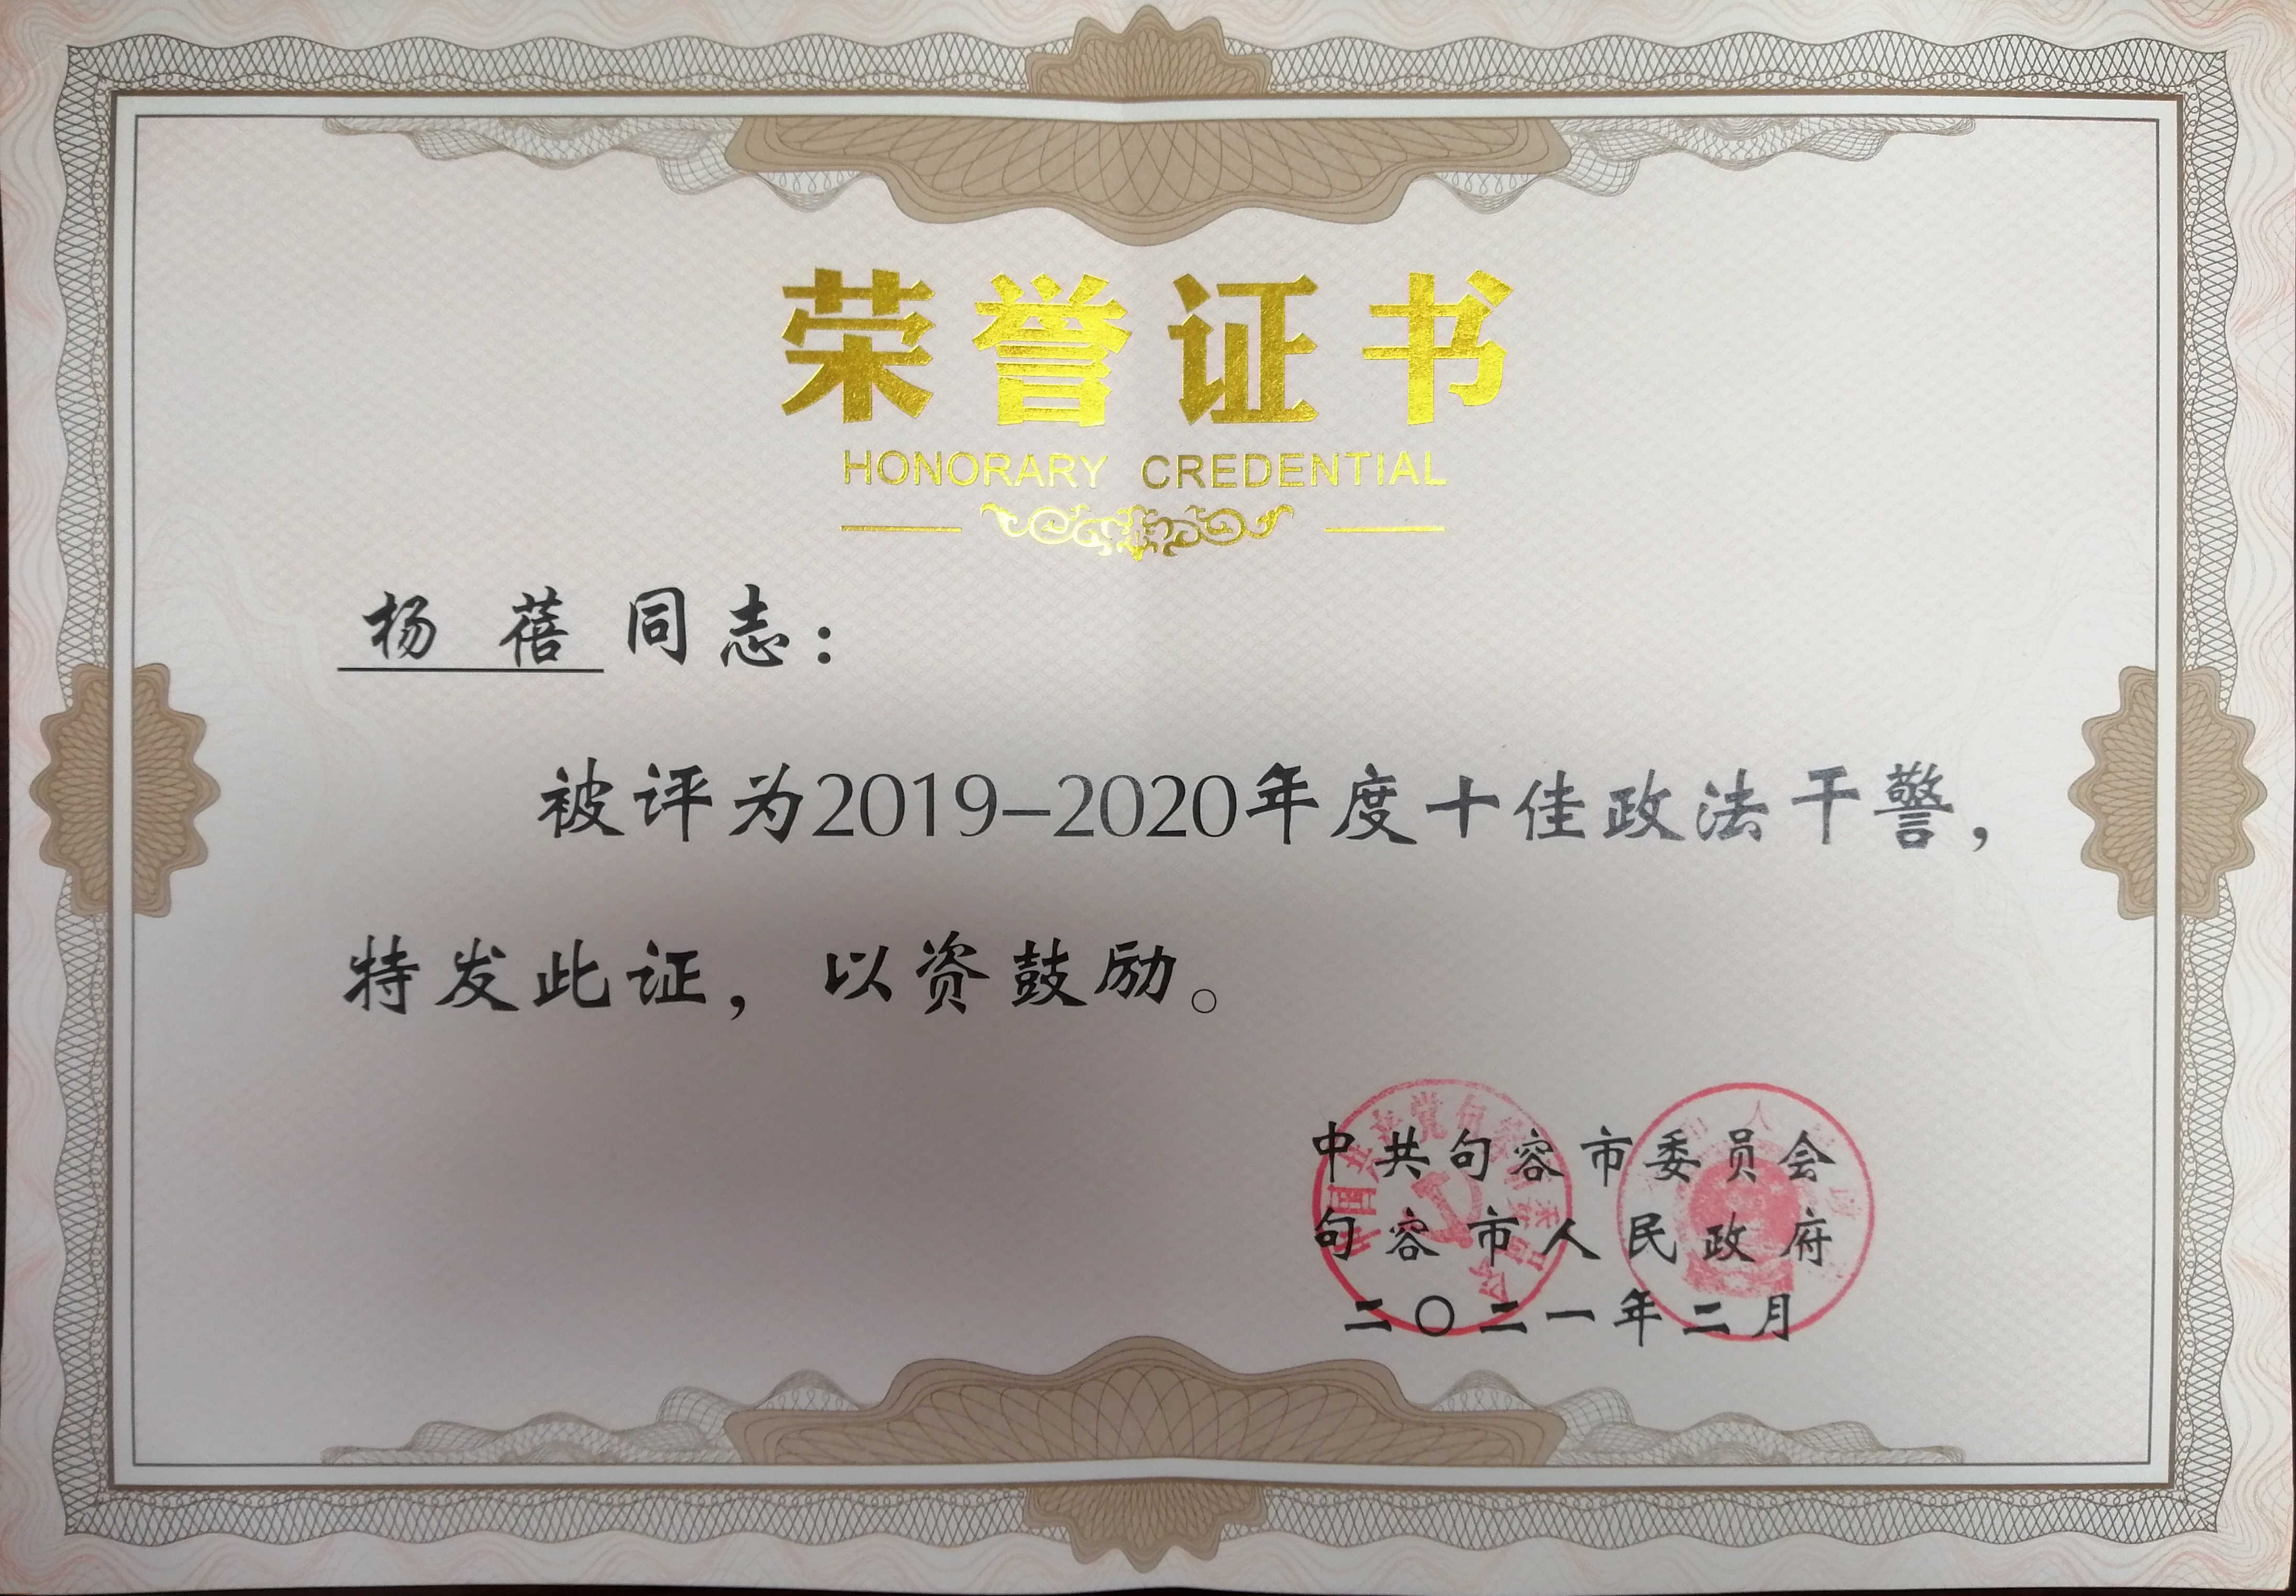 荣誉证书
HONORARY CREDENTIAL
杨 蓓 同志：
被评为2019-2020年度十佳政法干警，
特发此证，以资鼓励。
中共句容市委员会
句容市人民政府
二〇二一年二月